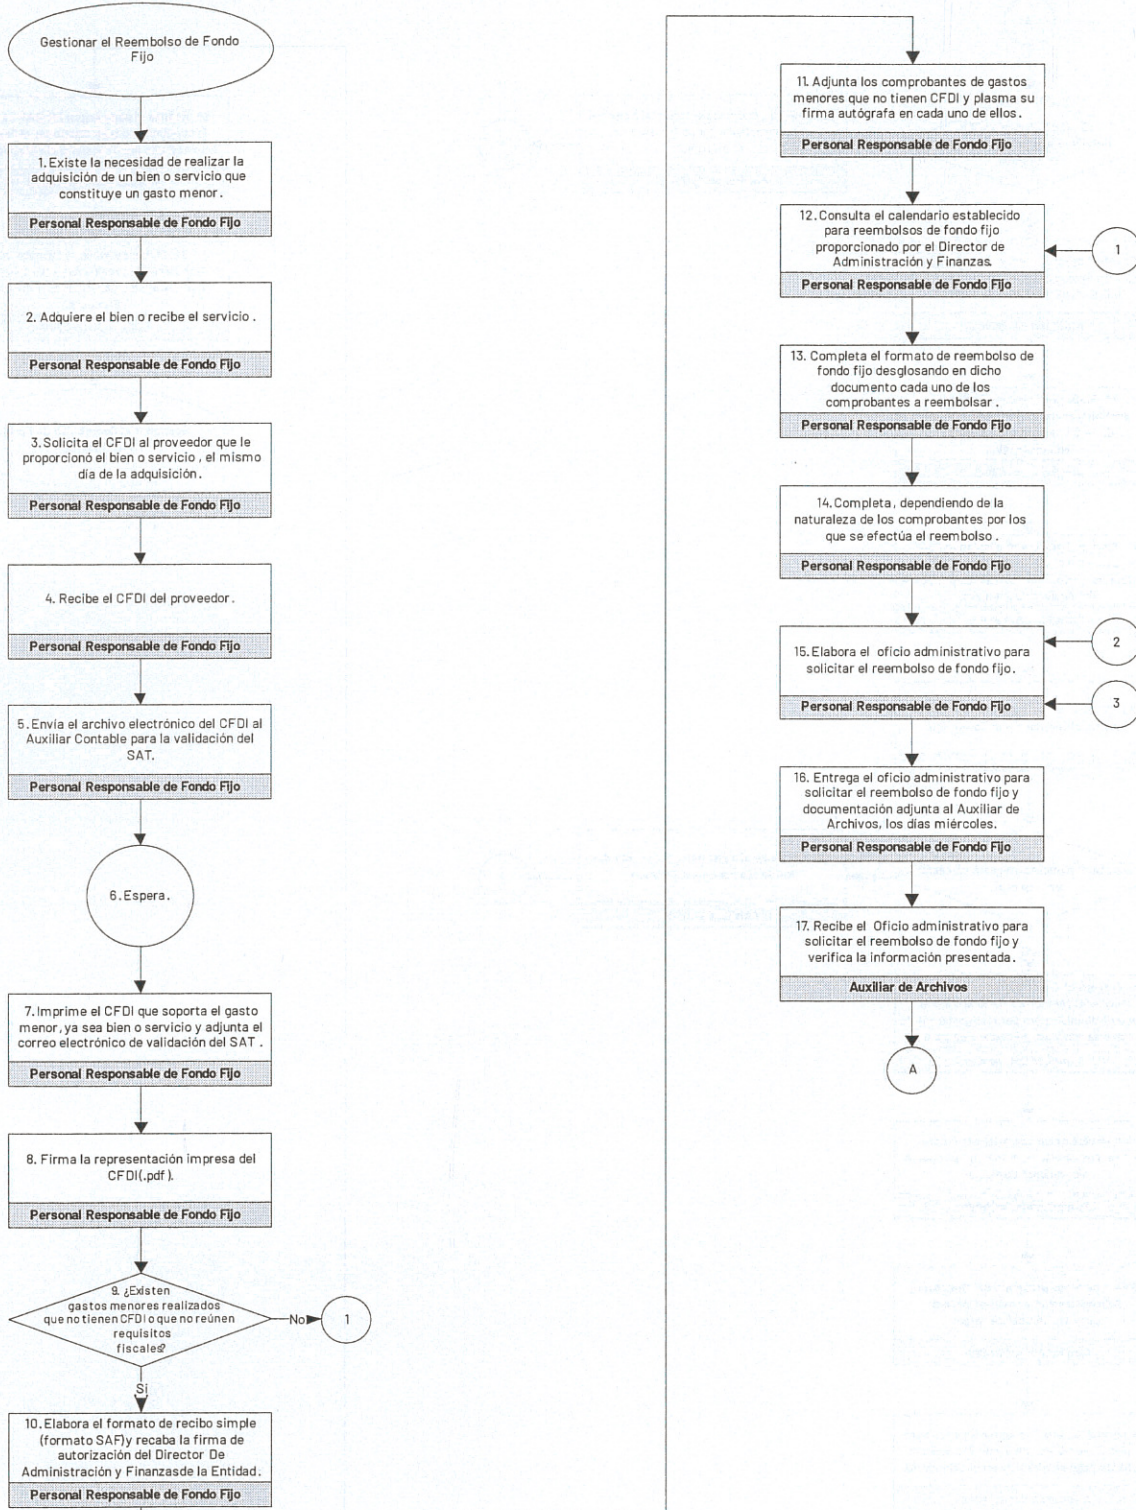 Gestionar el Reembolso de Fondo
Fijo
1. Existe la necesidad de realizar la
adquisición de un bien o servicio que
constituye un gasto menor.
Personal Responsable de Fondo Fijo
2. Adquiere el bien o recibe el servicio.
Personal Responsable de Fondo Fijo
3. Solicita el CFDI al proveedor que le
proporcionó el bien o servicio, el mismo
día de la adquisición.
Personal Responsable de Fondo Fijo
4. Recibe el CFDI del proveedor.
Personal Responsable de Fondo Fijo
5. Envía el archivo electrónico del CFDI al
Auxiliar Contable para la validación del
SAT.
Personal Responsable de Fondo Fijo
6. Espera.
7. Imprime el CFDI que soporta el gasto
menor, ya sea bien o servicio y adjunta el
correo electrónico de validación del SAT.
Personal Responsable de Fondo Fijo
8. Firma la representación impresa del
CFDI(.pdf).
Personal Responsable de Fondo Fijo
9. ¿Existen
gastos menores realizados
que no tienen CFDI o que no reúnen
requisitos
fiscales?
No
1
Si
10. Elabora el formato de recibo simple
(formato SAF) y recaba la firma de
autorización del Director De
Administración y Finanzasde la Entidad.
Personal Responsable de Fondo Fijo
11. Adjunta los comprobantes de gastos
menores que no tienen CFDI y plasma su
firma autógrafa en cada uno de ellos.
Personal Responsable de Fondo Fijo
12. Consulta el calendario establecido
para reembolsos de fondo fijo
proporcionado por el Director de
Administración y Finanzas.
Personal Responsable de Fondo Fijo
1
13. Completa el formato de reembolso de
fondo fijo desglosando en dicho
documento cada uno de los
comprobantes a reembolsar.
Personal Responsable de Fondo Fijo
14. Completa, dependiendo de la
naturaleza de los comprobantes por los
que se efectúa el reembolso.
Personal Responsable de Fondo Fijo
15. Elabora el oficio administrativo para
solicitar el reembolso de fondo fijo.
Personal Responsable de Fondo Fijo
2
3
16. Entrega el oficio administrativo para
solicitar el reembolso de fondo fijo y
documentación adjunta al Auxiliar de
Archivos, los días miércoles.
Personal Responsable de Fondo Fijo
17. Recibe el Oficio administrativo para
solicitar el reembolso de fondo fijo y
verifica la información presentada.
Auxiliar de Archivos
A